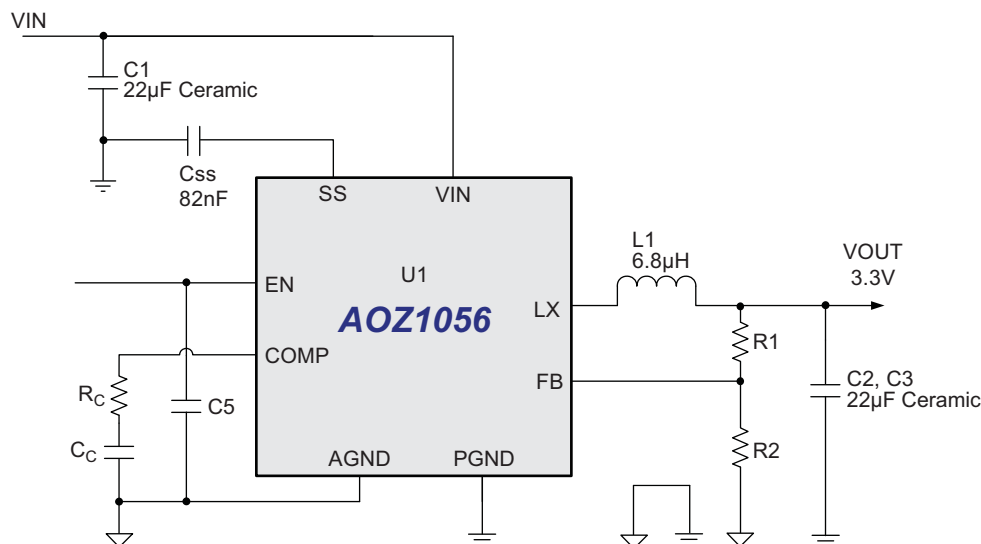 VIN
C1
22µF Ceramic
Css
82nF
SS
VIN
L1
6.8µH
VOUT
3.3V
U1
EN
AOZ1056
LX
COMP
R1
FB
RC
C5
C2, C3
22µF Ceramic
CC
R2
AGND
PGND